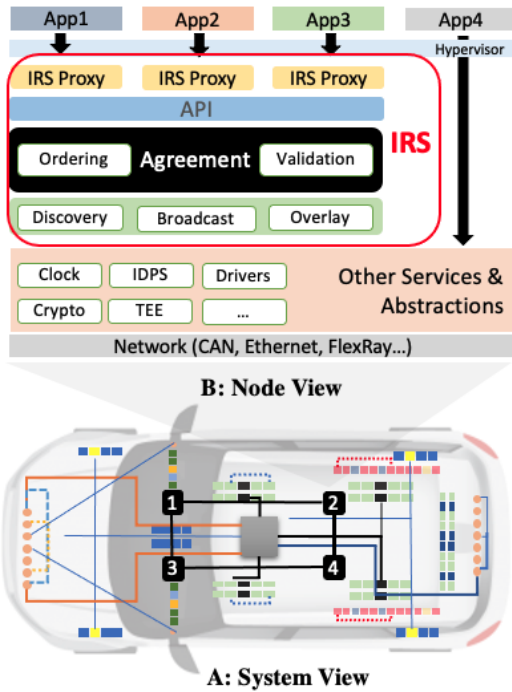 App1 App2 App3 App4
Hypervisor
IRS Proxy IRS Proxy IRS Proxy
API
IRS
Ordering Agreement Validation
Discovery Broadcast Overlay
Clock IDPS Drivers
Crypto TEE ...
Other Services &
Abstractions
Network (CAN, Ethernet, FlexRay...)
B: Node View
1 2
3 4
A: System View